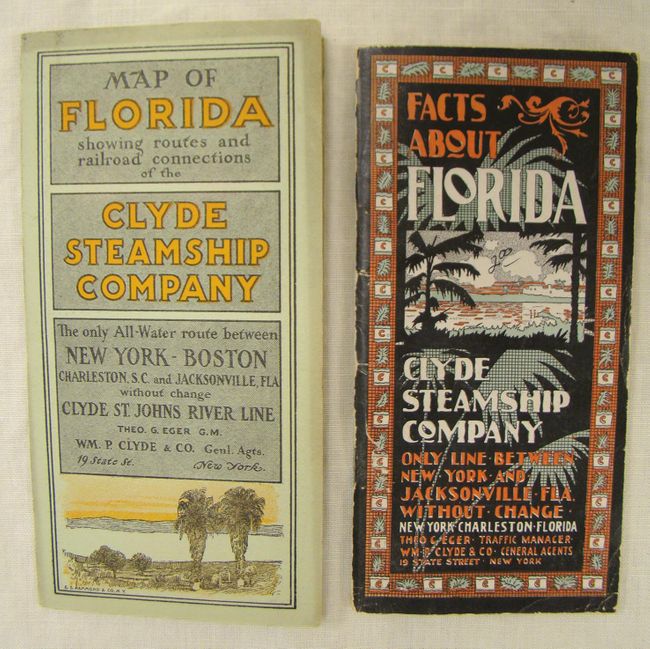 MAP OF
FLORIDA
showing routes and
railroad connections
of the
CLYDE
STEAMSHIP
COMPANY
The only All-Water route between
NEW YORK - BOSTON
CHARLESTON, S.C. and JACKSONVILLE, FLA
without change
CLYDE ST. JOHNS RIVER LINE
THEO. G. EGER G.M.
WM. P. CLYDE & CO. Genl. Agts.
19 State St. New York.
FACTS
ABOUT
FLORIDA
CLYDE
STEAMSHIP
COMPANY
ONLY LINE BETWEEN
NEW YORK AND
JACKSONVILLE FLA.
WITHOUT CHANGE
NEW YORK·CHARLESTON·FLORIDA
THEO G EGER · TRAFFIC MANAGER
WM·P·CLYDE & CO · GENERAL AGENTS
19 STATE STREET · NEW YORK